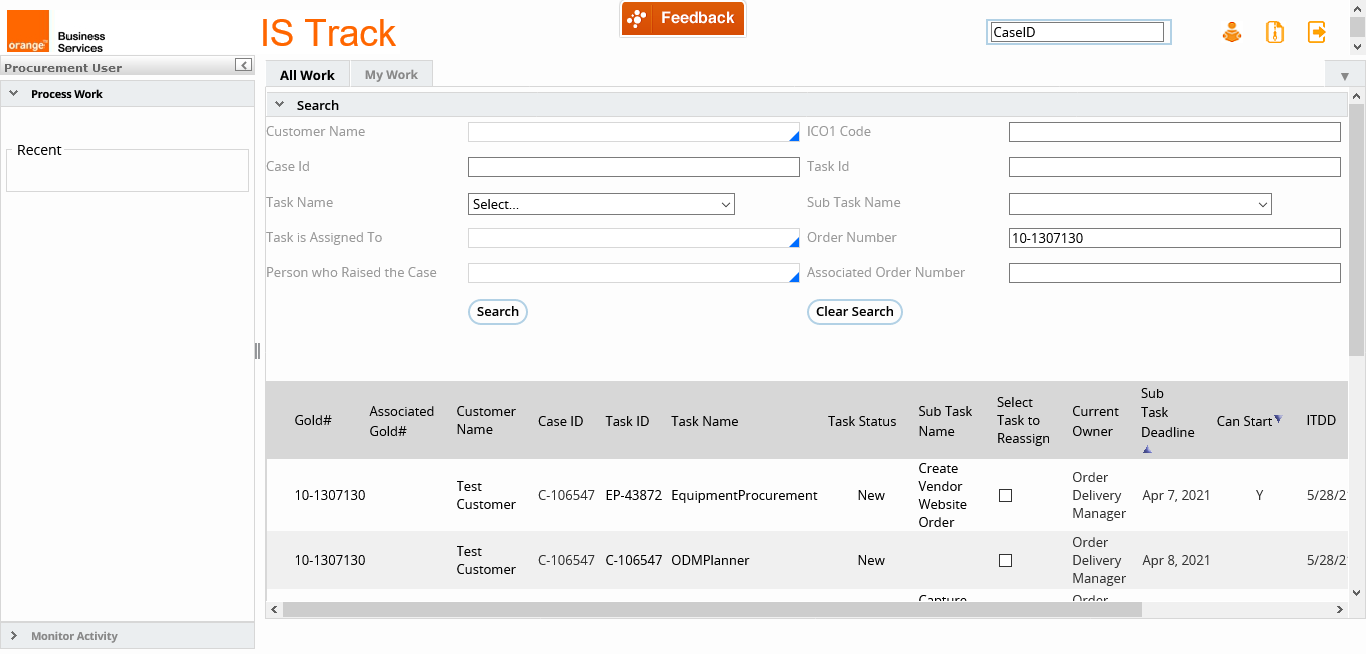 orange™
Business
Services
IS Track
Feedback
CaseID
Procurement User
Process Work
Recent
Monitor Activity
All Work
My Work
Search
Customer Name
ICO1 Code
Case Id
Task Id
Task Name
Select...
Sub Task Name
Task is Assigned To
Order Number
10-1307130
Person who Raised the Case
Associated Order Number
Search
Clear Search
Gold#
Associated
Gold#
Customer
Name
Case ID
Task ID
Task Name
Task Status
Sub Task
Name
Select
Task to
Reassign
Current
Owner
Sub
Task
Deadline
Can Start
ITDD
10-1307130
Test
Customer
C-106547
EP-43872
EquipmentProcurement
New
Create
Vendor
Website
Order
Order
Delivery
Manager
Apr 7, 2021
Y
5/28/2
10-1307130
Test
Customer
C-106547
C-106547
ODMPlanner
New
Order
Delivery
Manager
Apr 8, 2021
5/28/2
Capture
Order